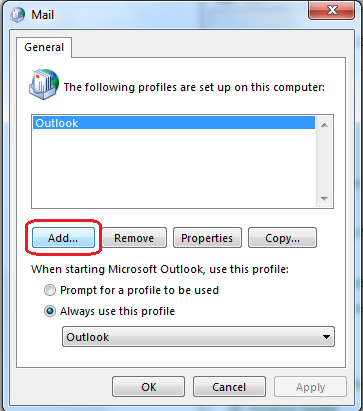 Mail
General
The following profiles are set up on this computer:
Outlook
Add... Remove Properties Copy...
When starting Microsoft Outlook, use this profile:
Prompt for a profile to be used
Always use this profile
Outlook
OK Cancel Apply